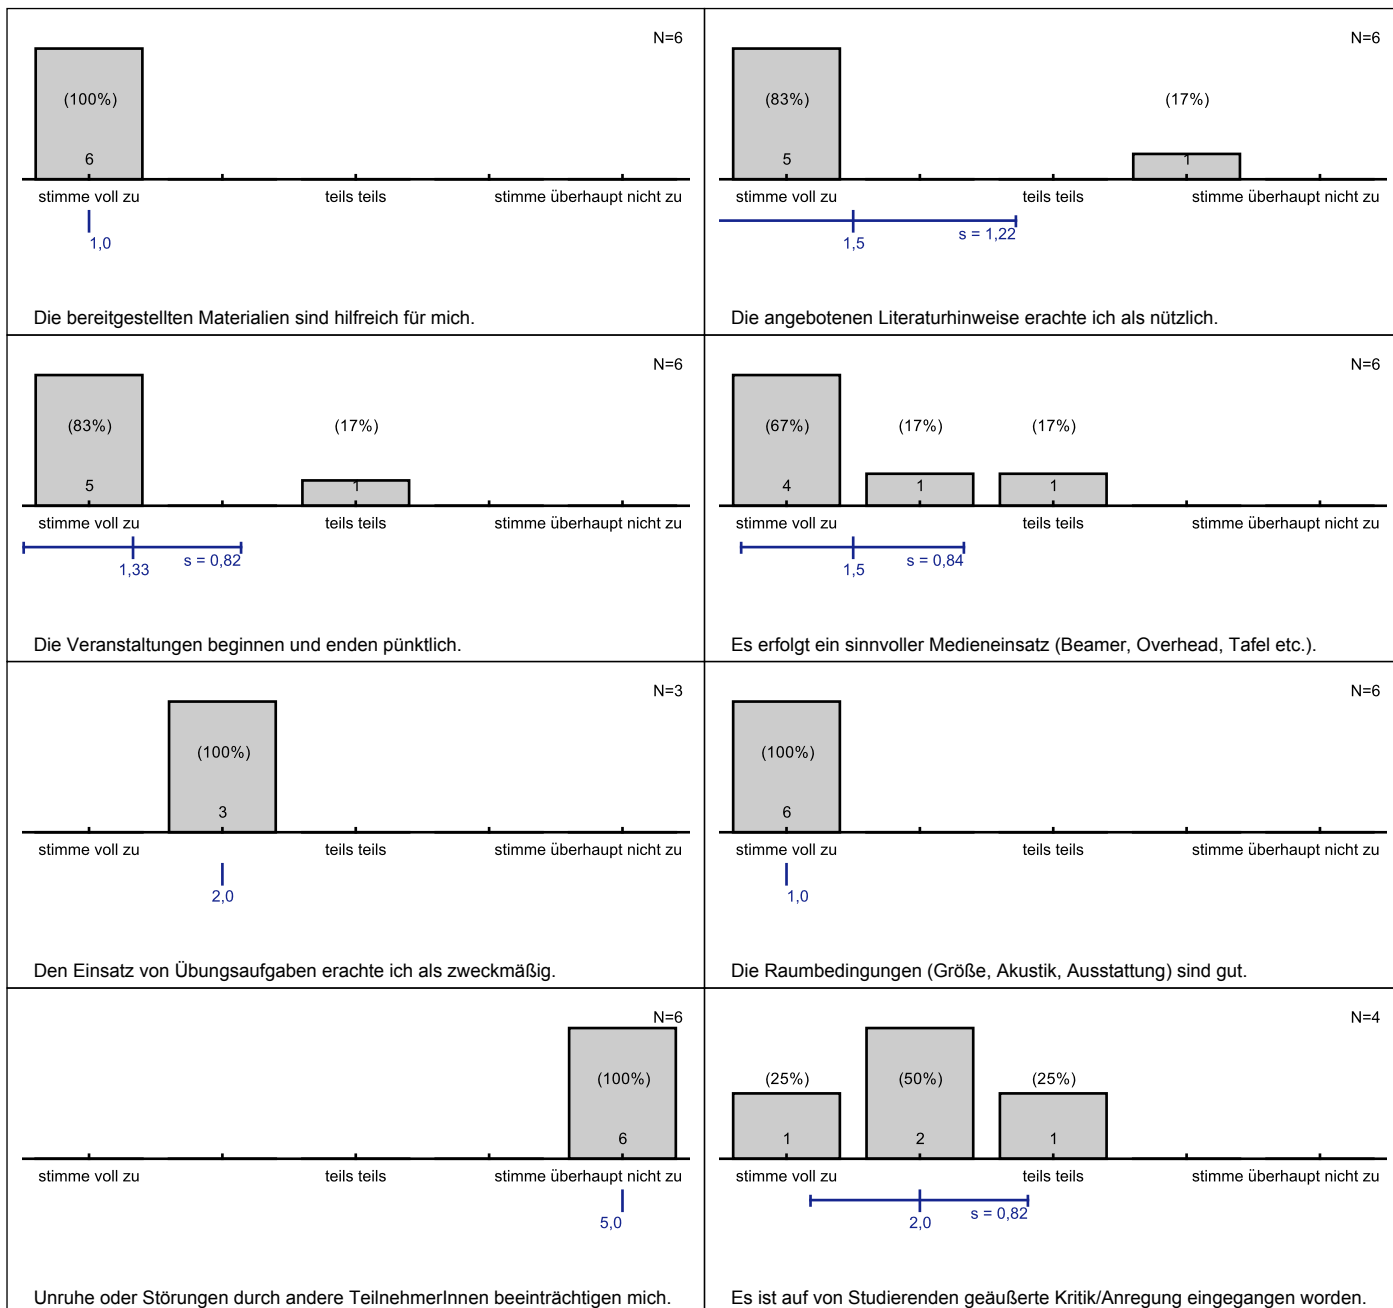 N=6
(100%)
6
stimme voll zu teils teils stimme überhaupt nicht zu
1,0
Die bereitgestellten Materialien sind hilfreich für mich.
N=6
(83%) (17%)
5 1
stimme voll zu teils teils stimme überhaupt nicht zu
s = 1,22
1,5
Die angebotenen Literaturhinweise erachte ich als nützlich.
N=6
(83%) (17%)
5 1
stimme voll zu teils teils stimme überhaupt nicht zu
s = 0,82
1,33
Die Veranstaltungen beginnen und enden pünktlich.
N=6
(67%) (17%) (17%)
4 1 1
stimme voll zu teils teils stimme überhaupt nicht zu
s = 0,84
1,5
Es erfolgt ein sinnvoller Medieneinsatz (Beamer, Overhead, Tafel etc.).
N=3
(100%)
3
stimme voll zu teils teils stimme überhaupt nicht zu
2,0
Den Einsatz von Übungsaufgaben erachte ich als zweckmäßig.
N=6
(100%)
6
stimme voll zu teils teils stimme überhaupt nicht zu
1,0
Die Raumbedingungen (Größe, Akustik, Ausstattung) sind gut.
N=6
(100%)
6
stimme voll zu teils teils stimme überhaupt nicht zu
5,0
Unruhe oder Störungen durch andere TeilnehmerInnen beeinträchtigen mich.
N=4
(25%) (50%) (25%)
1 2 1
stimme voll zu teils teils stimme überhaupt nicht zu
s = 0,82
2,0
Es ist auf von Studierenden geäußerte Kritik/Anregung eingegangen worden.